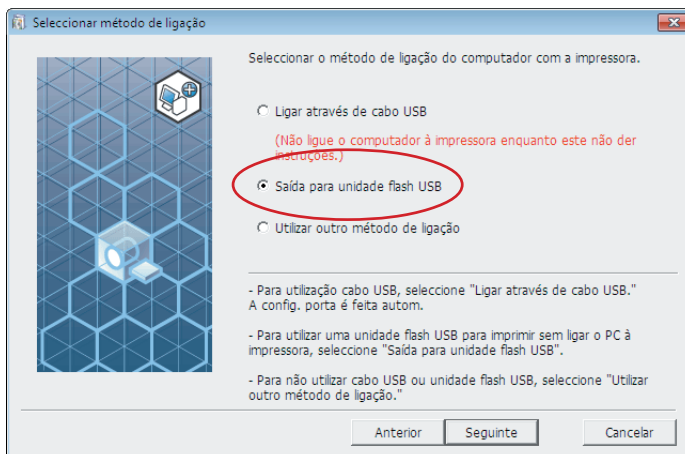 Seleccionar método de ligação
Seleccionar o método de ligação do computador com a impressora.
Ligar através de cabo USB
(Não ligue o computador à impressora enquanto este não der
instruções.)
Saída para unidade flash USB
Utilizar outro método de ligação
- Para utilização cabo USB, seleccione "Ligar através de cabo USB."
A config. porta é feita autom.
- Para utilizar uma unidade flash USB para imprimir sem ligar o PC à
impressora, seleccione "Saída para unidade flash USB".
- Para não utilizar cabo USB ou unidade flash USB, seleccione "Utilizar
outro método de ligação."
Anterior Seguinte Cancelar